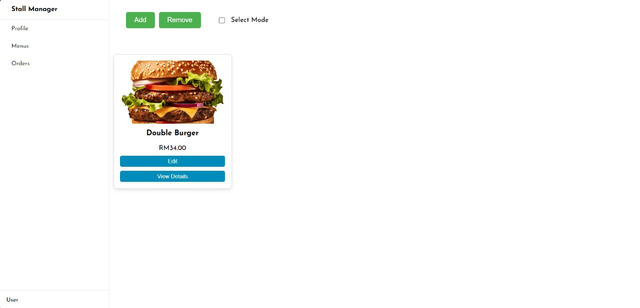 Stall Manager
Profile
Menus
Orders
Add Remove Select Mode
Double Burger
RM34.00
Edit
View Details
User